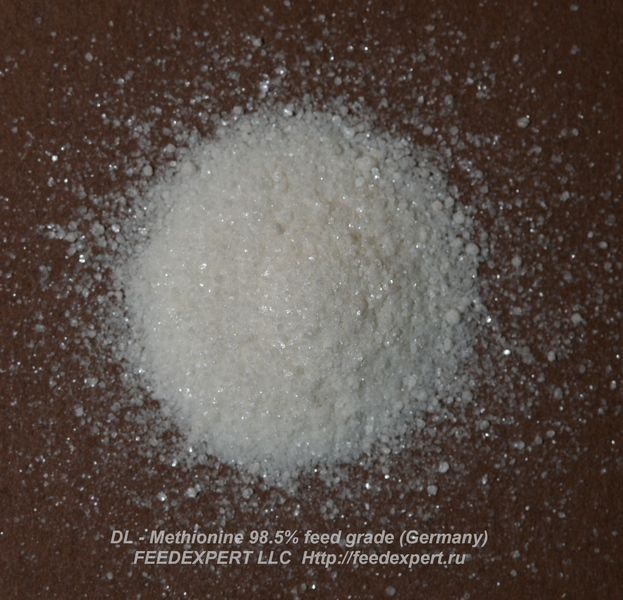 DL - Methionine 98.5% feed grade (Germany)
FEEDEXPERT LLC Http://feedexpert.ru